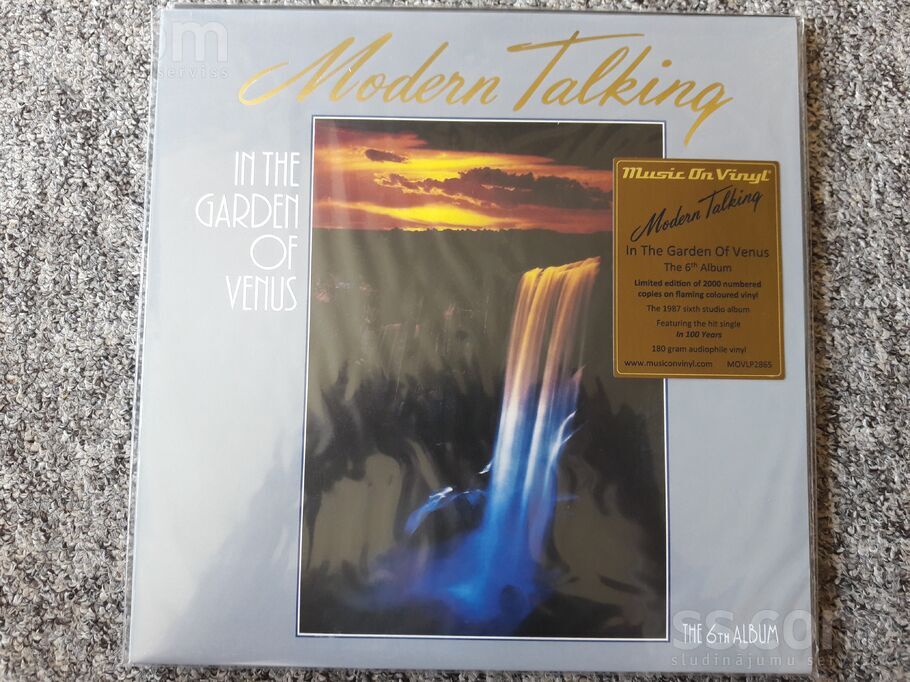 m
serviss
Modern Talking
IN THE
GARDEN
OF
VENUS
Music On Vinyl
Modern Talking
In The Garden Of Venus
The 6th Album
Limited edition of 2000 numbered
copies on flaming coloured vinyl
The 1987 sixth studio album
Featuring the hit single
In 100 Years
180 gram audiophile vinyl
www.musiconvinyl.com MOVLP2865
THE 6TH ALBUM
ss.com
sludinājumu serviss